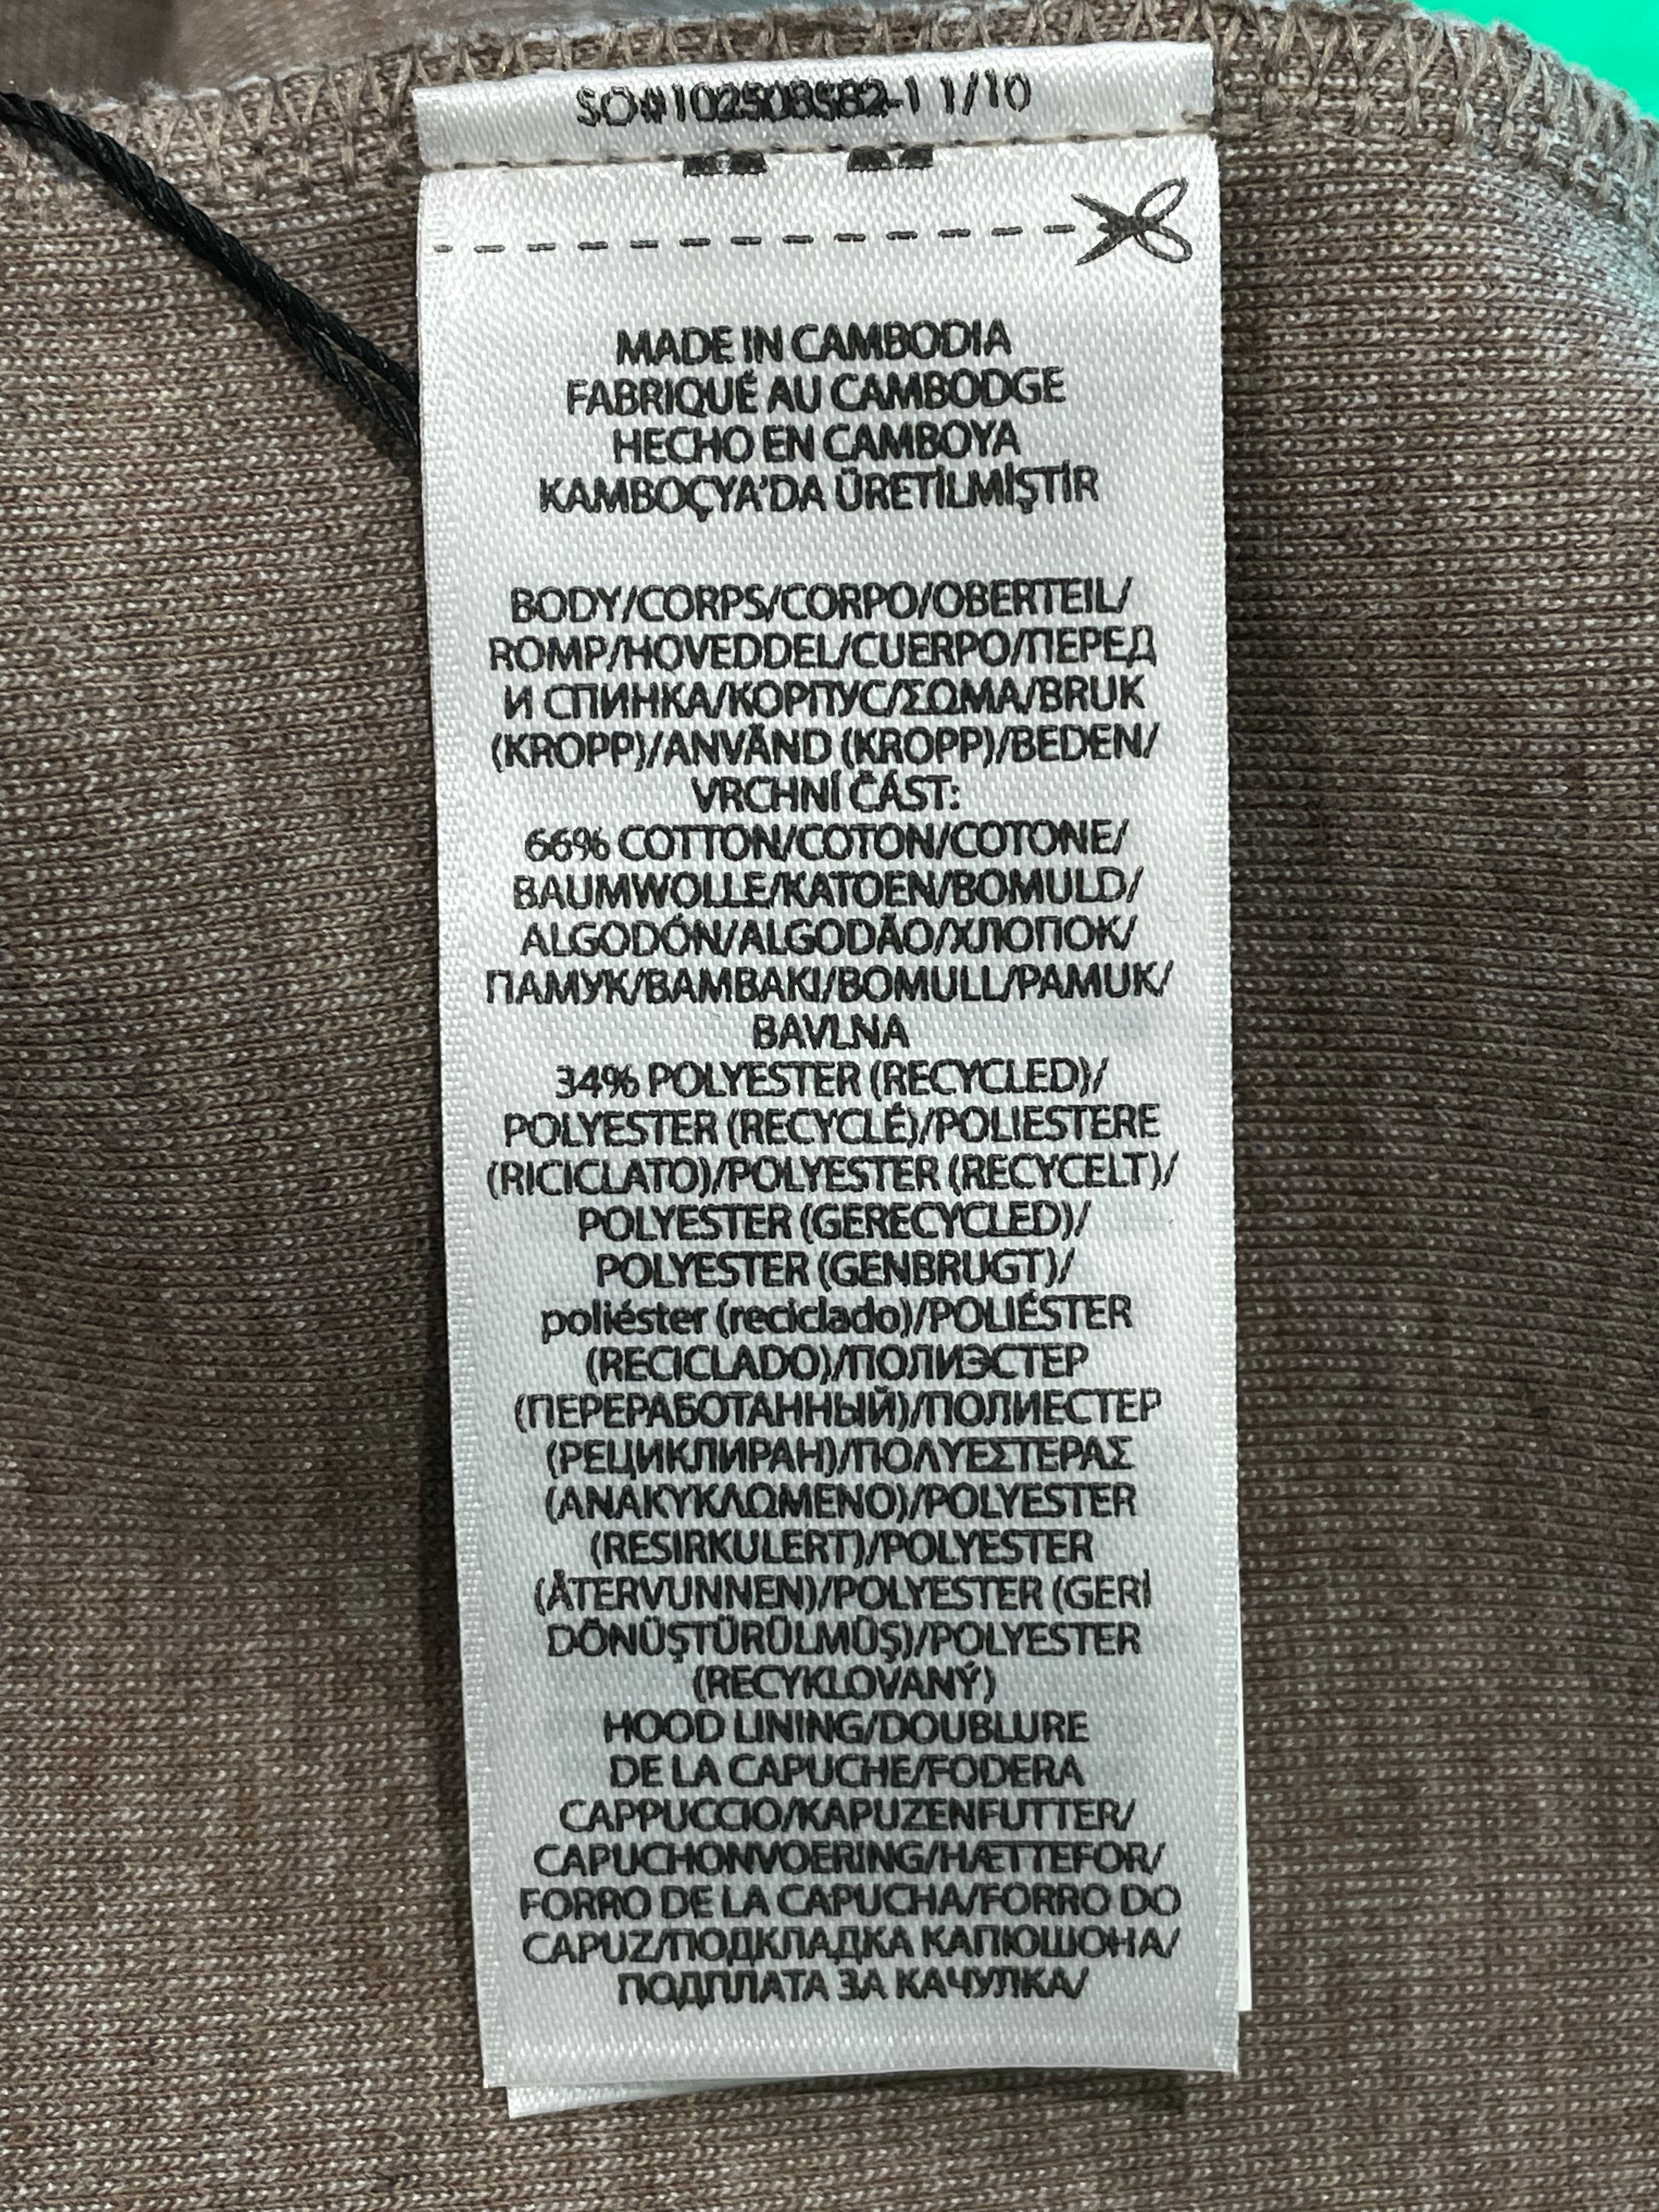 SO#102508582-1 1/10
MADE IN CAMBODIA
FABRIQUÉ AU CAMBODGE
HECHO EN CAMBOYA
KAMBOÇYA'DA ÜRETİLMİŞTİR
BODY/CORPS/CORPO/OBERTEIL/
ROMP/HOVEDDEL/CUERPO/ПЕРЕД
И СПИНКА/КОРПУС/ΣΩΜΑ/BRUK
(KROPP)/ANVÄND (KROPP)/BEDEN/
VRCHNÍ ČÁST:
66% COTTON/COTON/COTONE/
BAUMWOLLE/KATOEN/BOMULD/
ALGODÓN/ALGODÃO/ХЛОПОК/
ПАМУК/ΒΑΜΒΑΚΙ/BOMULL/PAMUK/
BAVLNA
34% POLYESTER (RECYCLED)/
POLYESTER (RECYCLÉ)/POLIESTERE
(RICICLATO)/POLYESTER (RECYCELT)/
POLYESTER (GERECYCLED)/
POLYESTER (GENBRUGT)/
poliéster (reciclado)/POLIÉSTER
(RECICLADO)/ПОЛИЭСТЕР
(ПЕРЕРАБОТАННЫЙ)/ПОЛИЕСТЕР
(РЕЦИКЛИРАН)/ΠΟΛΥΕΣΤΕΡΑΣ
(ΑΝΑΚΥΚΛΩΜΕΝΟ)/POLYESTER
(RESIRKULERT)/POLYESTER
(ÅTERVUNNEN)/POLYESTER (GERİ
DÖNÜŞTÜRÜLMÜŞ)/POLYESTER
(RECYKLOVANÝ)
HOOD LINING/DOUBLURE
DE LA CAPUCHE/FODERA
CAPPUCCIO/KAPUZENFUTTER/
CAPUCHONVOERING/HÆTTEFOR/
FORRO DE LA CAPUCHA/FORRO DO
CAPUZ/ПОДКЛАДКА КАПЮШОНА/
ПОДПЛАТА ЗА КАЧУЛКА/